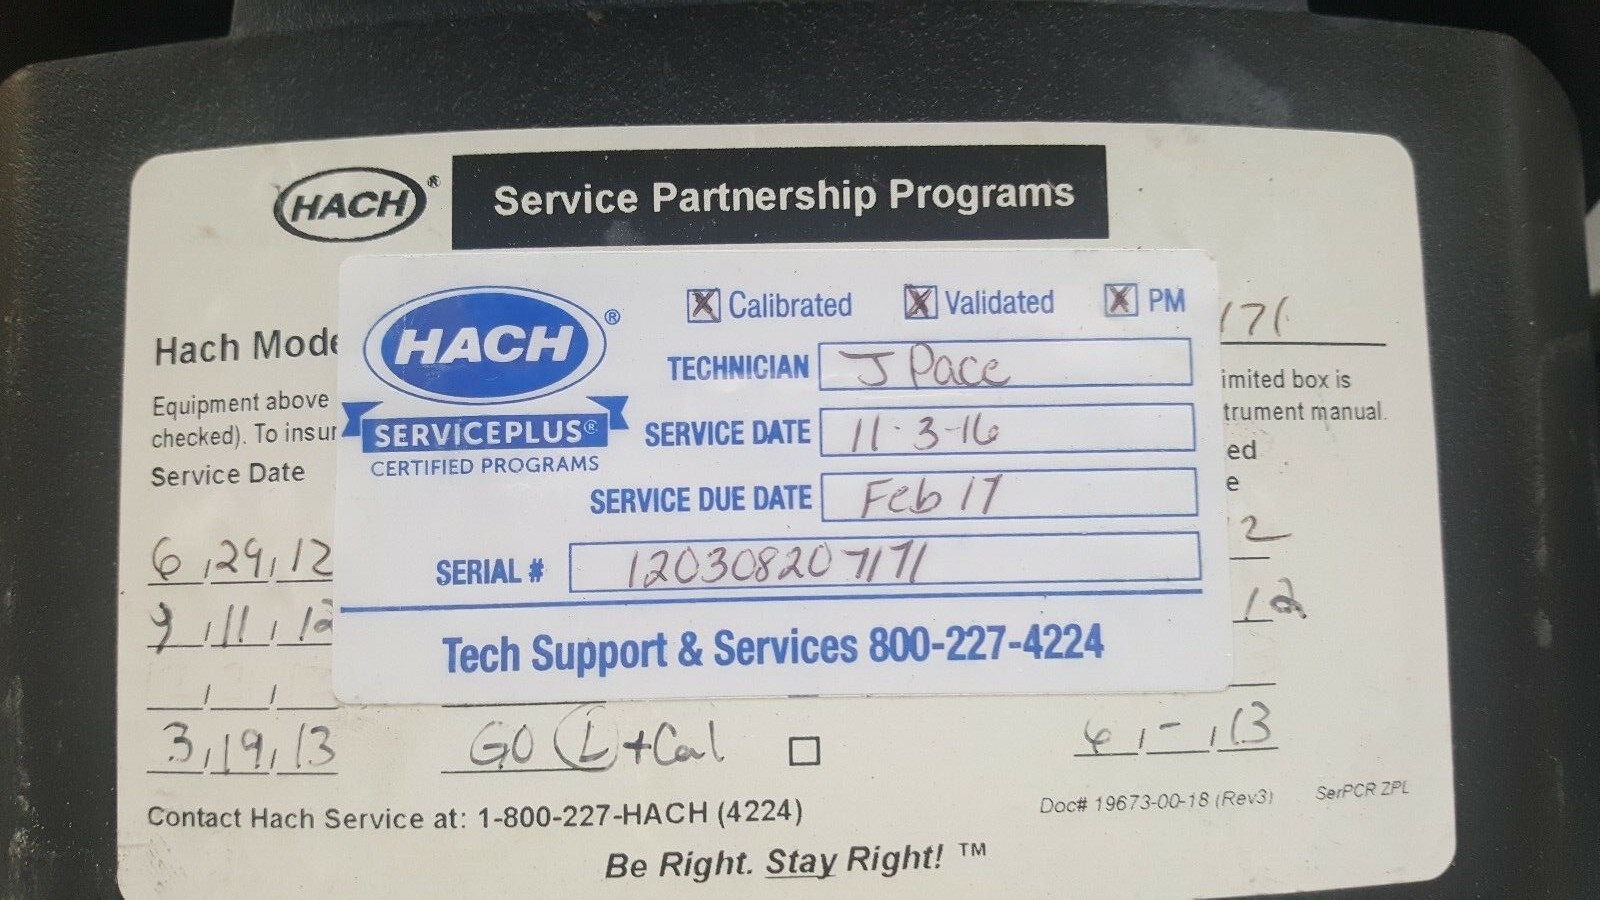 HACH® Service Partnership Programs
HACH®
SERVICEPLUS®
CERTIFIED PROGRAMS
Calibrated Validated PM
TECHNICIAN J Pace
SERVICE DATE 11-3-16
SERVICE DUE DATE Feb 17
SERIAL # 120308207171
Tech Support & Services 800-227-4224
Hach Mode
171
Equipment above
imited box is
checked). To insur
trument manual.
Service Date
ed
e
6,29,12
2
9,11,12
12
3,19,13 GO L + Cal 6,-,13
Contact Hach Service at: 1-800-227-HACH (4224)
Doc# 19673-00-18 (Rev3) SerPCR ZPL
Be Right. Stay Right! ™